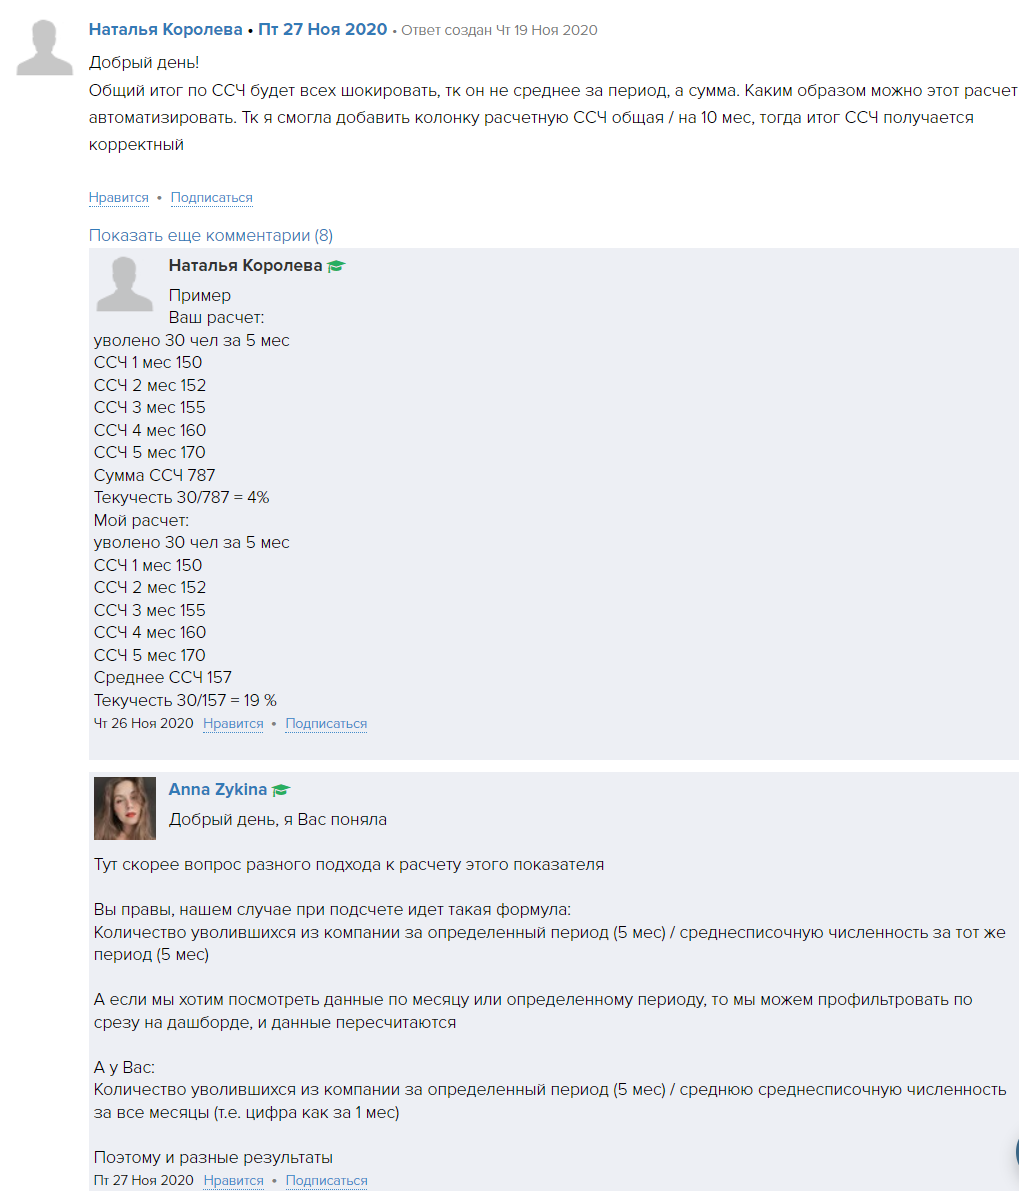 Наталья Королева • Пт 27 Ноя 2020 • Ответ создан Чт 19 Ноя 2020
Добрый день!
Общий итог по ССЧ будет всех шокировать, тк он не среднее за период, а сумма. Каким образом можно этот расчет
автоматизировать. Тк я смогла добавить колонку расчетную ССЧ общая / на 10 мес, тогда итог ССЧ получается
корректный
Нравится • Подписаться
Показать еще комментарии (8)
Наталья Королева
Пример
Ваш расчет:
уволено 30 чел за 5 мес
ССЧ 1 мес 150
ССЧ 2 мес 152
ССЧ 3 мес 155
ССЧ 4 мес 160
ССЧ 5 мес 170
Сумма ССЧ 787
Текучесть 30/787 = 4%
Мой расчет:
уволено 30 чел за 5 мес
ССЧ 1 мес 150
ССЧ 2 мес 152
ССЧ 3 мес 155
ССЧ 4 мес 160
ССЧ 5 мес 170
Среднее ССЧ 157
Текучесть 30/157 = 19 %
Чт 26 Ноя 2020 Нравится • Подписаться
Anna Zykina
Добрый день, я Вас поняла
Тут скорее вопрос разного подхода к расчету этого показателя
Вы правы, нашем случае при подсчете идет такая формула:
Количество уволившихся из компании за определенный период (5 мес) / среднесписочную численность за тот же
период (5 мес)
А если мы хотим посмотреть данные по месяцу или определенному периоду, то мы можем профильтровать по
срезу на дашборде, и данные пересчитаются
А у Вас:
Количество уволившихся из компании за определенный период (5 мес) / среднюю среднесписочную численность
за все месяцы (т.е. цифра как за 1 мес)
Поэтому и разные результаты
Пт 27 Ноя 2020 Нравится • Подписаться